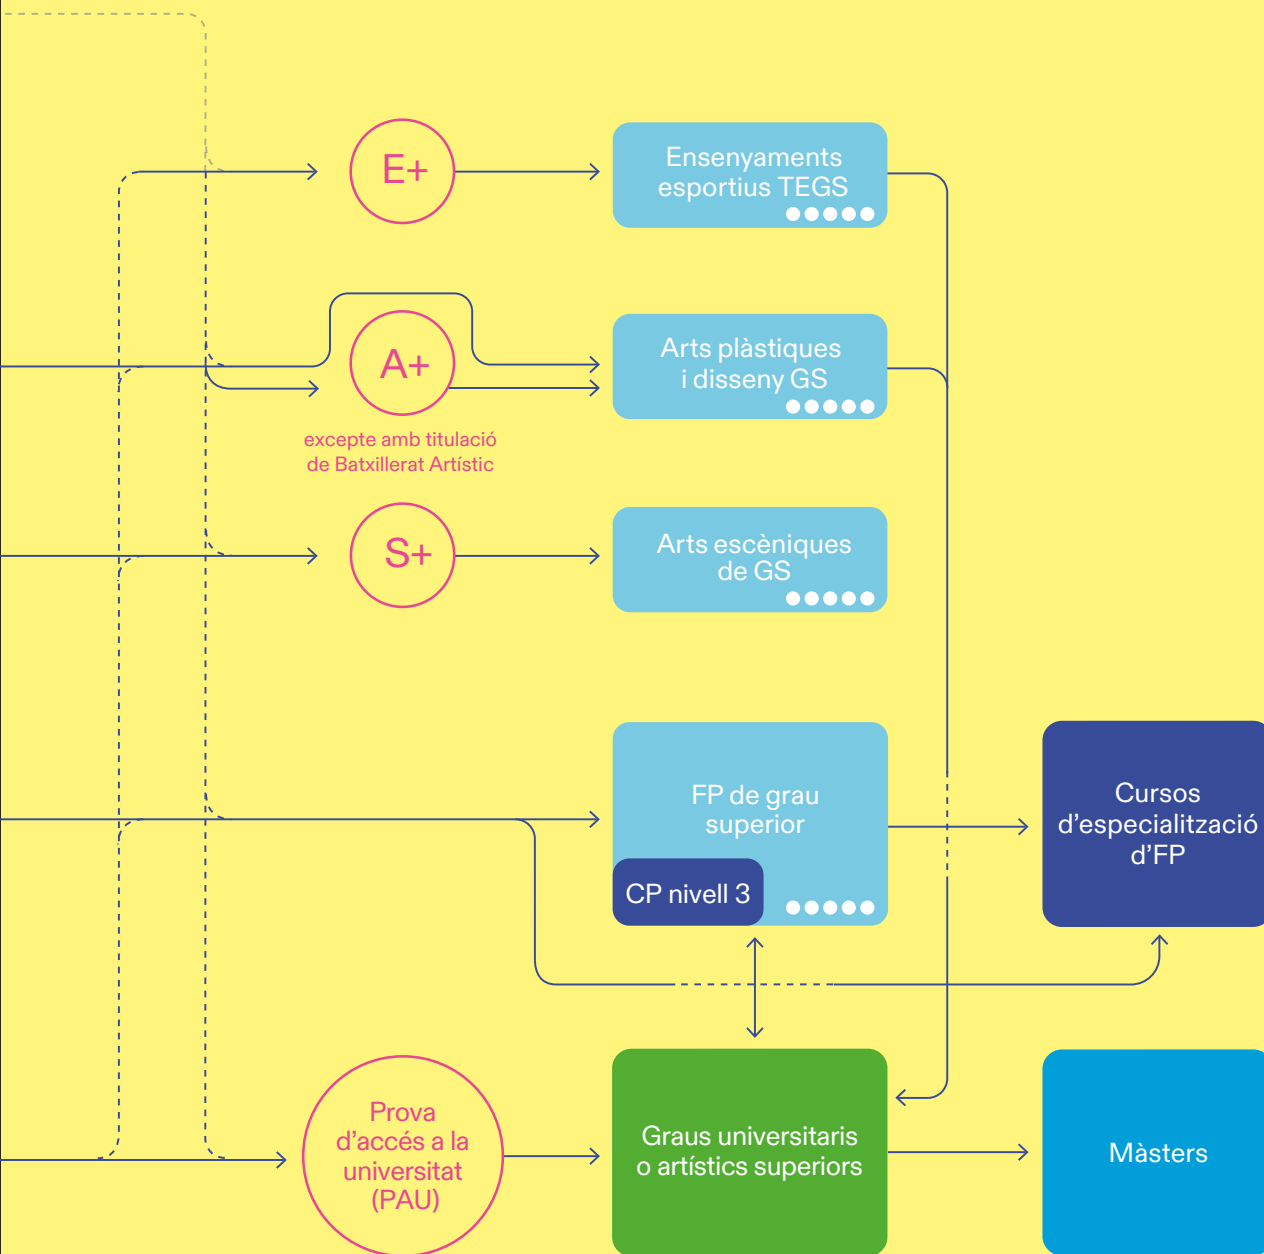 E+
Ensenyaments
esportius TEGS
A+
excepte amb titulació
de Batxillerat Artístic
Arts plàstiques
i disseny GS
S+
Arts escèniques
de GS
FP de grau
superior
CP nivell 3
Cursos
d'especialització
d'FP
Prova
d'accés a la
universitat
(PAU)
Graus universitaris
o artístics superiors
Màsters